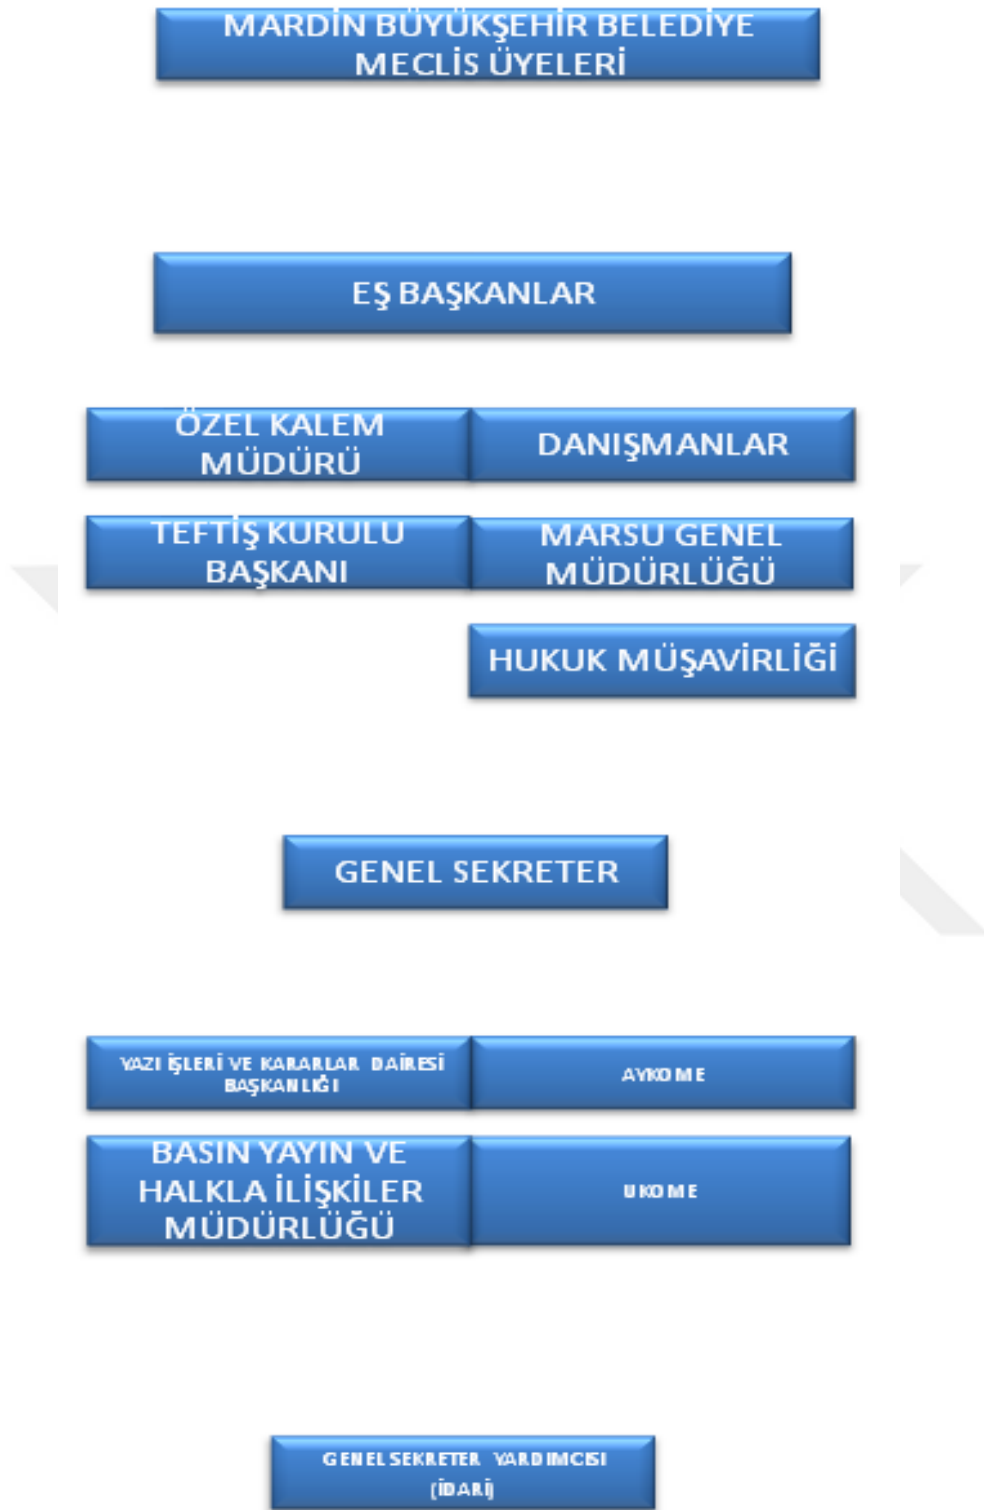 MARDİN BÜYÜKŞEHİR BELEDİYE
MECLİS ÜYELERİ
EŞ BAŞKANLAR
ÖZEL KALEM
MÜDÜRÜ
DANIŞMANLAR
TEFTİŞ KURULU
BAŞKANI
MARSU GENEL
MÜDÜRLÜĞÜ
HUKUK MÜŞAVİRLİĞİ
GENEL SEKRETER
YAZI İŞLERİ VE KARARLAR DAİRESİ
BAŞKANLIĞI
AYKOME
BASIN YAYIN VE
HALKLA İLİŞKİLER
MÜDÜRLÜĞÜ
UKOME
GENEL SEKRETER YARDIMCISI
(İDARİ)